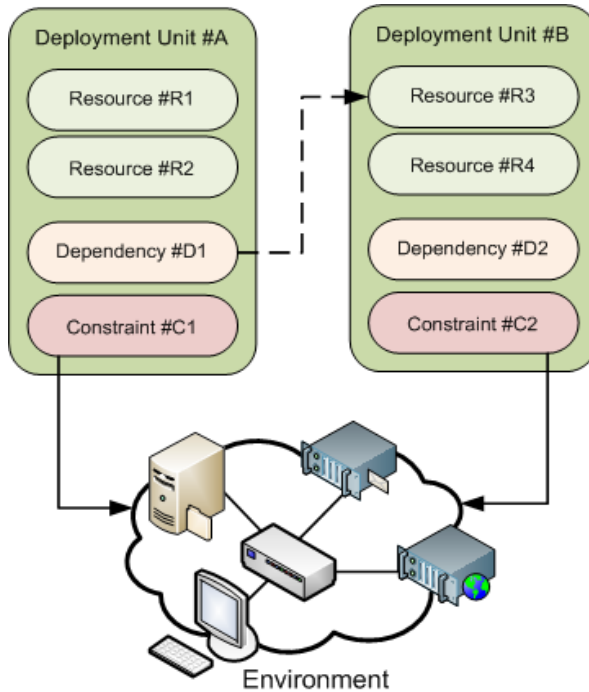 Deployment Unit #A
Resource #R1
Resource #R2
Dependency #D1
Constraint #C1
Deployment Unit #B
Resource #R3
Resource #R4
Dependency #D2
Constraint #C2
Environment